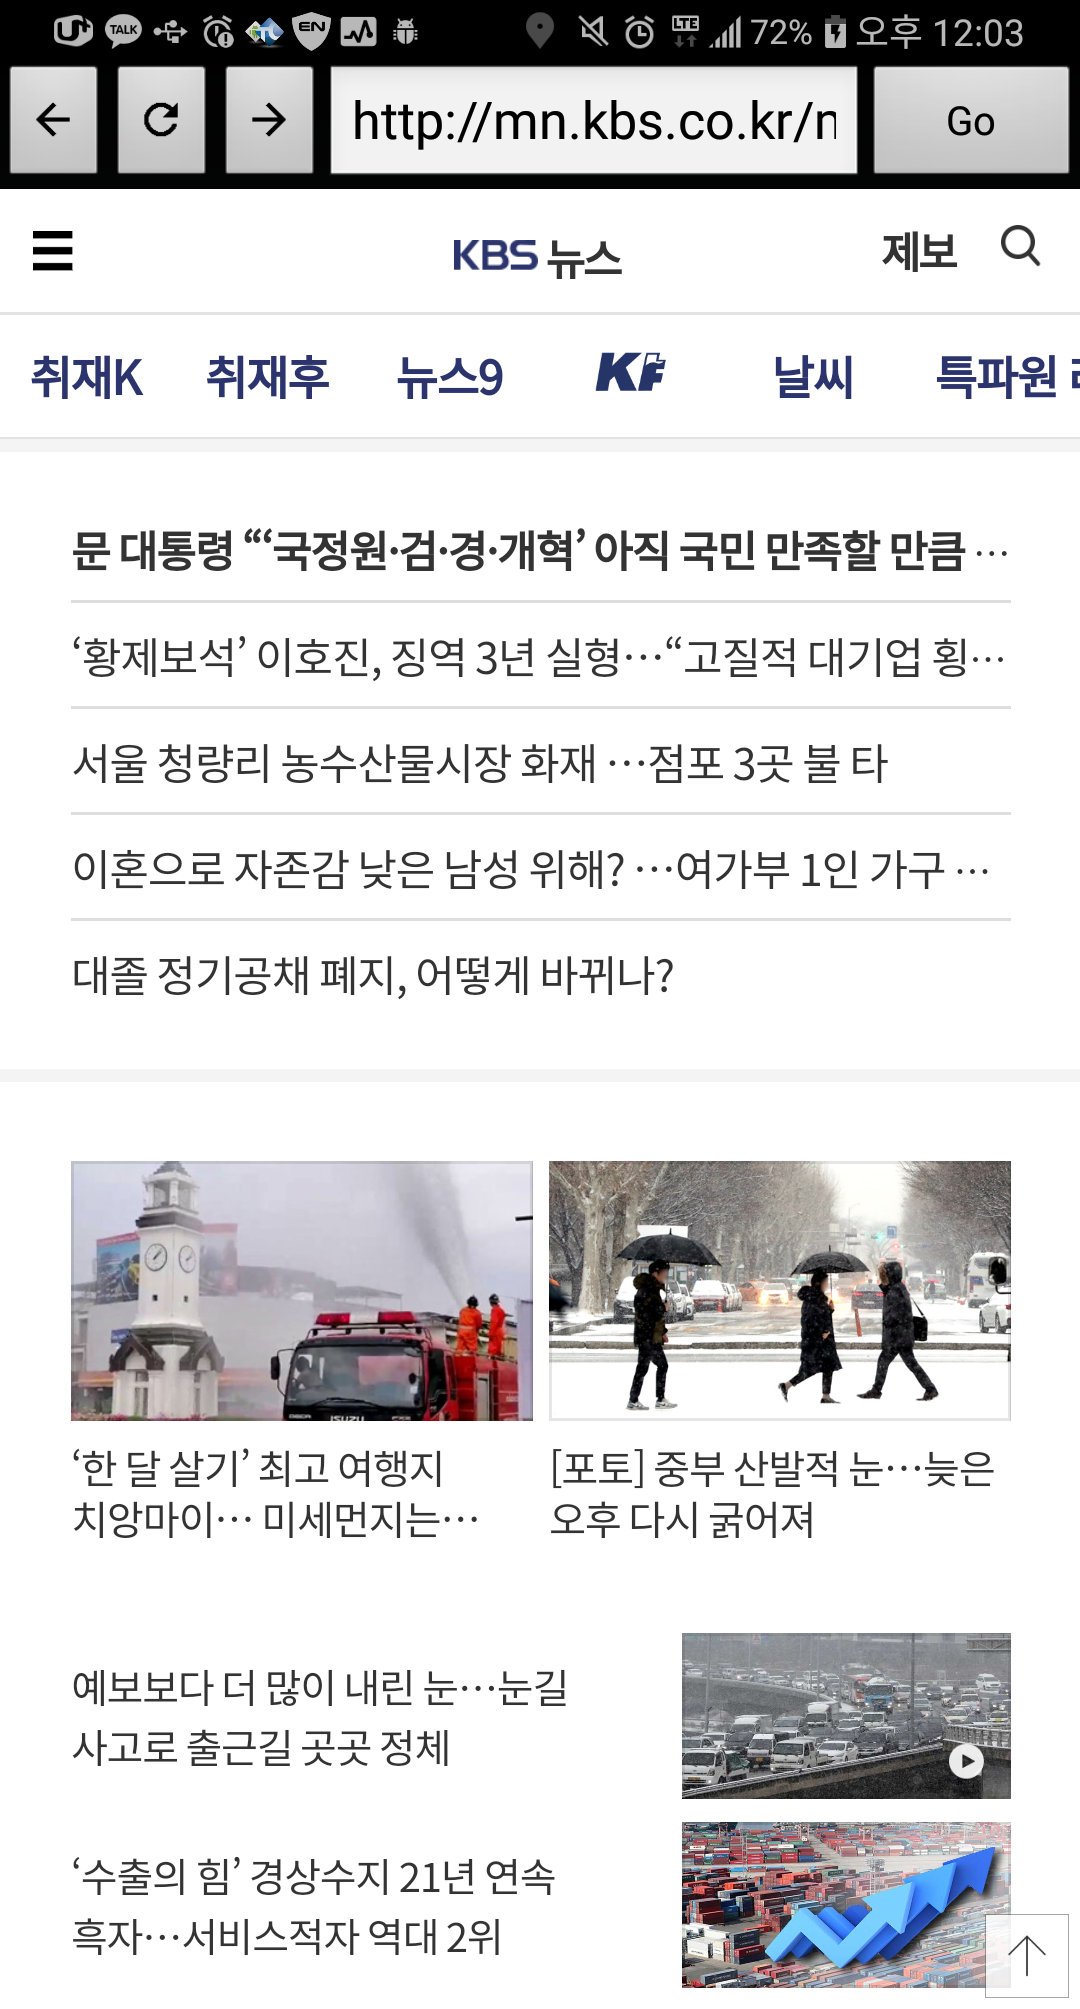 TALK
EN
LTE
72%
오후 12:03
http://mn.kbs.co.kr/n
Go
KBS 뉴스
제보
취재K 취재후 뉴스9 KF 날씨 특파원
문 대통령 “‘국정원·검·경·개혁’ 아직 국민 만족할 만큼 …
‘황제보석’ 이호진, 징역 3년 실형…“고질적 대기업 횡…
서울 청량리 농수산물시장 화재 …점포 3곳 불 타
이혼으로 자존감 낮은 남성 위해? …여가부 1인 가구 …
대졸 정기공채 폐지, 어떻게 바뀌나?
ISUZU
‘한 달 살기’ 최고 여행지
치앙마이… 미세먼지는…
[포토] 중부 산발적 눈…늦은
오후 다시 굵어져
예보보다 더 많이 내린 눈…눈길
사고로 출근길 곳곳 정체
‘수출의 힘’ 경상수지 21년 연속
흑자…서비스적자 역대 2위